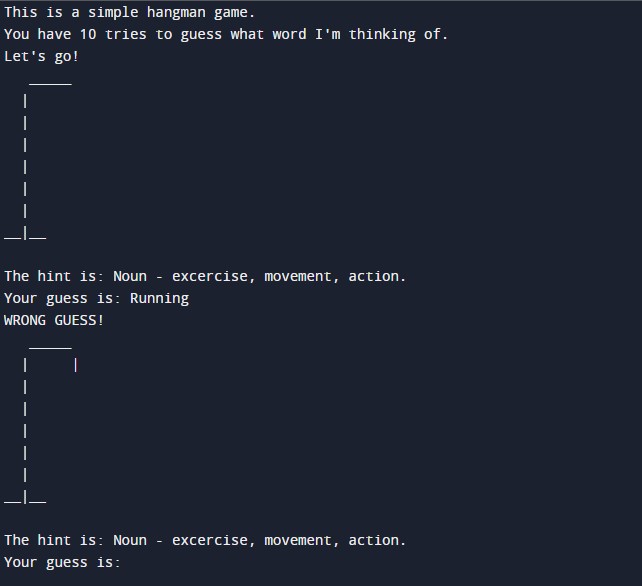 This is a simple hangman game.
You have 10 tries to guess what word I'm thinking of.
Let's go!
   _____
  |
  |
  |
  |
  |
  |
__|__
The hint is: Noun - excercise, movement, action.
Your guess is: Running
WRONG GUESS!
   _____
  |     |
  |
  |
  |
  |
  |
__|__
The hint is: Noun - excercise, movement, action.
Your guess is: